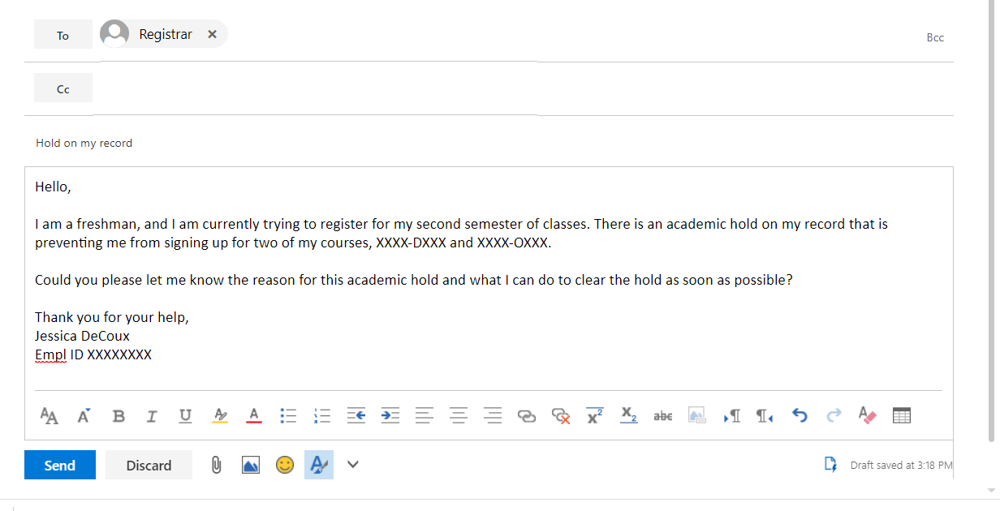 To
Registrar
Bcc
Cc
Hold on my record
Hello,
I am a freshman, and I am currently trying to register for my second semester of classes. There is an academic hold on my record that is
preventing me from signing up for two of my courses, XXXX-DXXX and XXXX-OXXX.
Could you please let me know the reason for this academic hold and what I can do to clear the hold as soon as possible?
Thank you for your help,
Jessica DeCoux
Empl ID XXXXXXXX
AA A B I U A A x² X₂ abc ¶ ¶ A
Send Discard A Draft saved at 3:18 PM